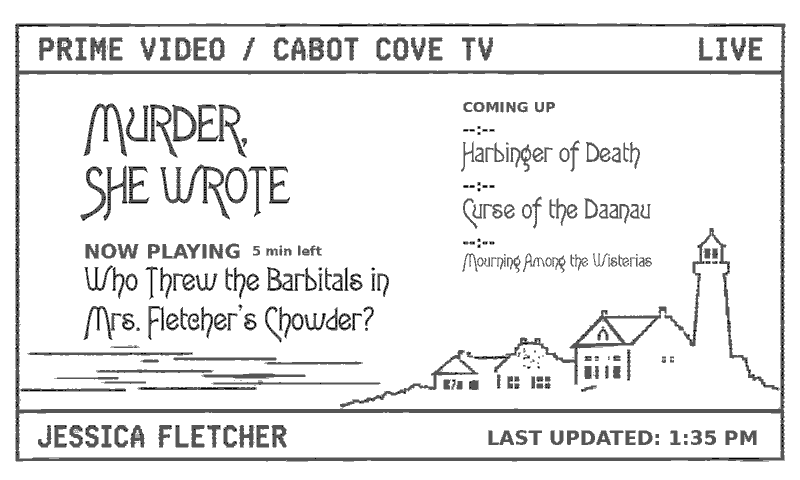 PRIME VIDEO / CABOT COVE TV
LIVE
MURDER,
SHE WROTE
NOW PLAYING 5 min left
Who Threw the Barbitals in
Mrs. Fletcher's Chowder?
COMING UP
--:--
Harbinger of Death
--:--
Curse of the Daanau
--:--
Mourning Among the Wisterias
JESSICA FLETCHER
LAST UPDATED: 1:35 PM